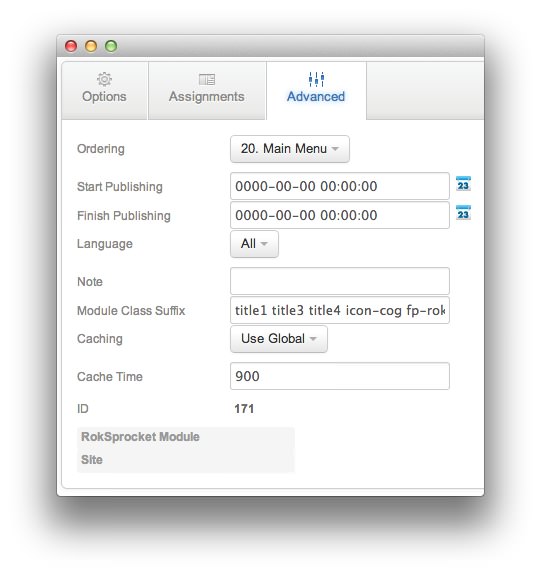 Options Assignments Advanced
Ordering 20. Main Menu
Start Publishing 0000-00-00 00:00:00 23
Finish Publishing 0000-00-00 00:00:00 23
Language All
Note
Module Class Suffix title1 title3 title4 icon-cog fp-rok
Caching Use Global
Cache Time 900
ID 171
RokSprocket Module
Site